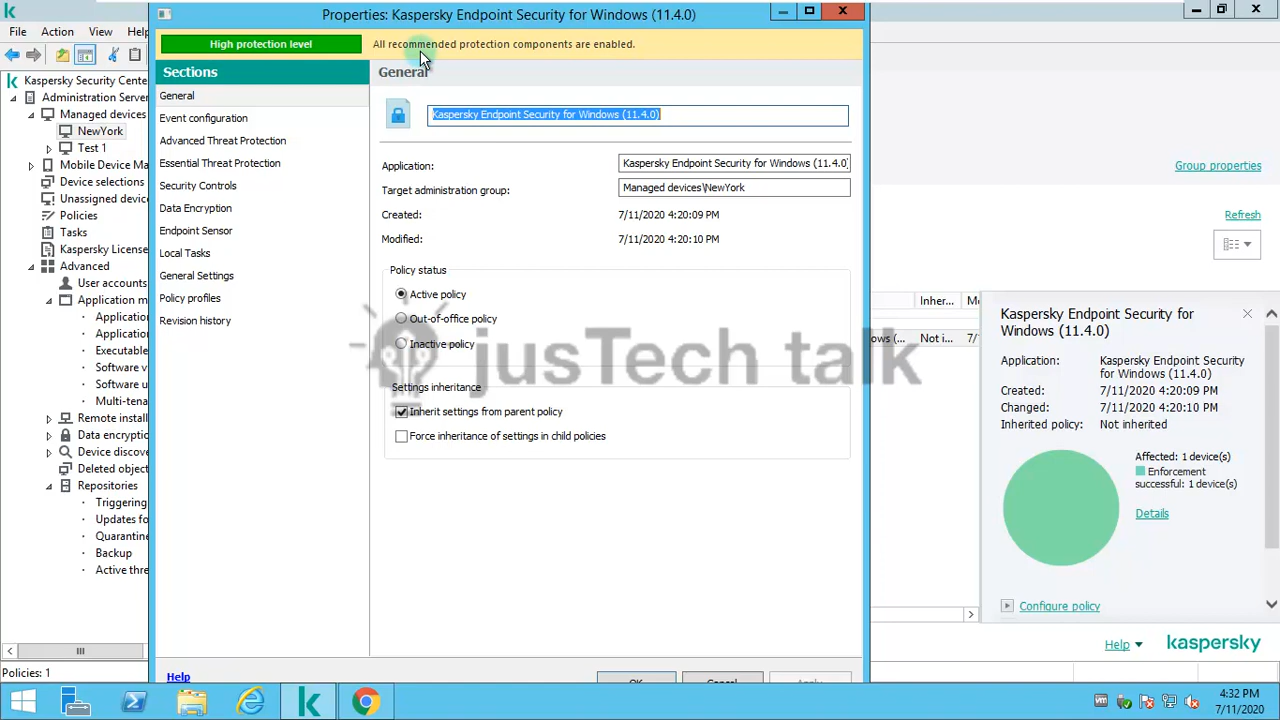 Properties: Kaspersky Endpoint Security for Windows (11.4.0)
File Action View Help
High protection level
All recommended protection components are enabled.
Kaspersky Security Center
Administration Server
Managed devices
NewYork
Test 1
Mobile Device Ma
Device selections
Unassigned device
Policies
Tasks
Kaspersky License
Advanced
User accounts
Application m
Application
Application
Executable
Software v
Software u
Multi-tena
Remote install
Data encryptio
Device discove
Deleted object
Repositories
Triggering
Updates fo
Quarantine
Backup
Active thre
Policies: 1
Sections
General
Event configuration
Advanced Threat Protection
Essential Threat Protection
Security Controls
Data Encryption
Endpoint Sensor
Local Tasks
General Settings
Policy profiles
Revision history
Help
General
Kaspersky Endpoint Security for Windows (11.4.0)
Application: Kaspersky Endpoint Security for Windows (11.4.0)
Target administration group: Managed devices\NewYork
Created: 7/11/2020 4:20:09 PM
Modified: 7/11/2020 4:20:10 PM
Policy status
Active policy
Out-of-office policy
Inactive policy
jusTech talk
Settings inheritance
Inherit settings from parent policy
Force inheritance of settings in child policies
OK Cancel Apply
Group properties
Refresh
Inher... Mo
ows (... Not i... 7/
Kaspersky Endpoint Security for
Windows (11.4.0)
Application: Kaspersky Endpoint Security
for Windows (11.4.0)
Created: 7/11/2020 4:20:09 PM
Changed: 7/11/2020 4:20:10 PM
Inherited policy: Not inherited
Affected: 1 device(s)
Enforcement
successful: 1 device(s)
Details
Configure policy
Help kaspersky
4:32 PM
7/11/2020